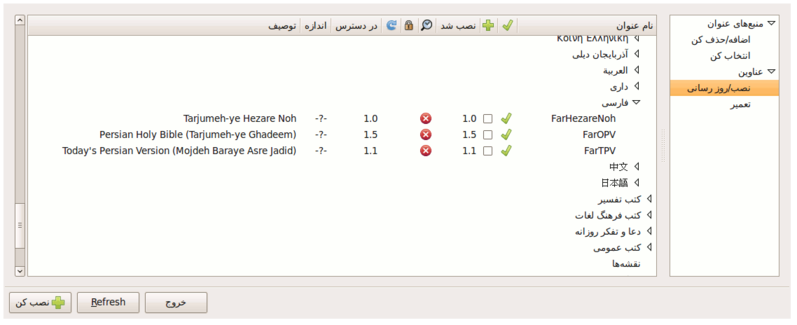 منبع‌های عنوان
اضافه/حذف کن
انتخاب کن
عناوین
نصب/روز رسانی
تعمیر
نام عنوان نصب شد در دسترس اندازه توصیف
Κοινὴ Ἑλληνική
آذربایجان دیلی
العربية
داری
فارسی
FarHezareNoh 1.0 1.0 -?- Tarjumeh-ye Hezare Noh
FarOPV 1.5 1.5 -?- Persian Holy Bible (Tarjumeh-ye Ghadeem)
FarTPV 1.1 1.1 -?- Today's Persian Version (Mojdeh Baraye Asre Jadid)
中文
日本語
کتب تفسیر
کتب فرهنگ لغات
دعا و تفکر روزانه
کتب عمومی
نقشه‌ها
خروج Refresh نصب کن